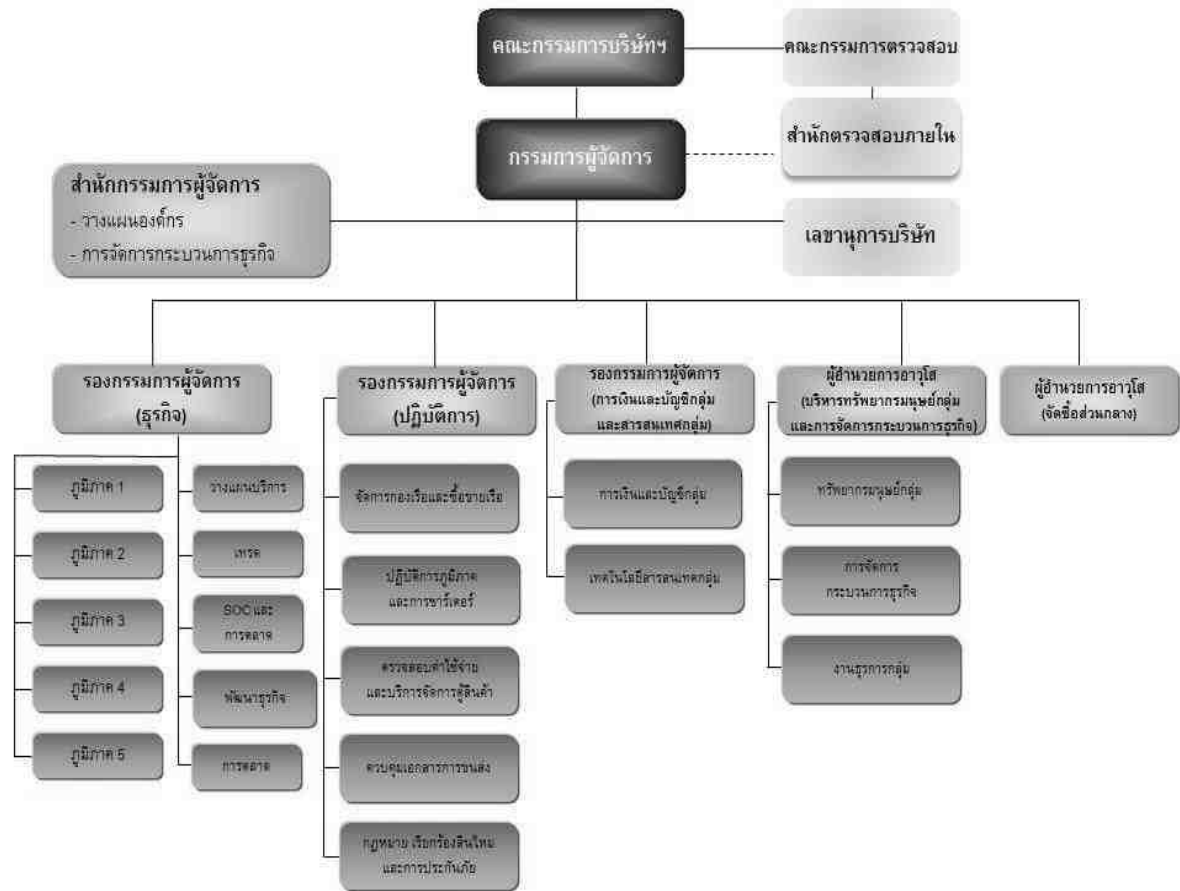 คณะกรรมการบริษัทฯ
คณะกรรมการตรวจสอบ
กรรมการผู้จัดการ
สำนักตรวจสอบภายใน
สำนักกรรมการผู้จัดการ
- วางแผนองค์กร
- การจัดการกระบวนการธุรกิจ
เลขานุการบริษัท
รองกรรมการผู้จัดการ
(ธุรกิจ)
ภูมิภาค 1
ภูมิภาค 2
ภูมิภาค 3
ภูมิภาค 4
ภูมิภาค 5
วางแผนบริการ
เทรด
SOC และ
การตลาด
พัฒนาธุรกิจ
การตลาด
รองกรรมการผู้จัดการ
(ปฏิบัติการ)
จัดการกองเรือและซื้อขายเรือ
ปฏิบัติการภูมิภาค
และการชาร์เตอร์
ตรวจสอบค่าใช้จ่าย
และบริการจัดการตู้สินค้า
ควบคุมเอกสารการขนส่ง
กฎหมาย เรียกร้องสินไหม
และการประกันภัย
รองกรรมการผู้จัดการ
(การเงินและบัญชีกลุ่ม
และสารสนเทศกลุ่ม)
การเงินและบัญชีกลุ่ม
เทคโนโลยีสารสนเทศกลุ่ม
ผู้อำนวยการอาวุโส
(บริหารทรัพยากรมนุษย์กลุ่ม
และการจัดการกระบวนการธุรกิจ)
ทรัพยากรมนุษย์กลุ่ม
การจัดการ
กระบวนการธุรกิจ
งานธุรการกลุ่ม
ผู้อำนวยการอาวุโส
(จัดซื้อส่วนกลาง)